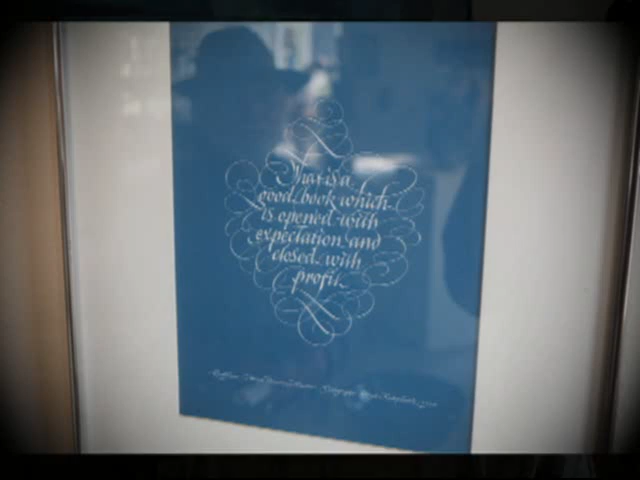 That is a
good book which
is opened with
expectation and
closed with
profit.